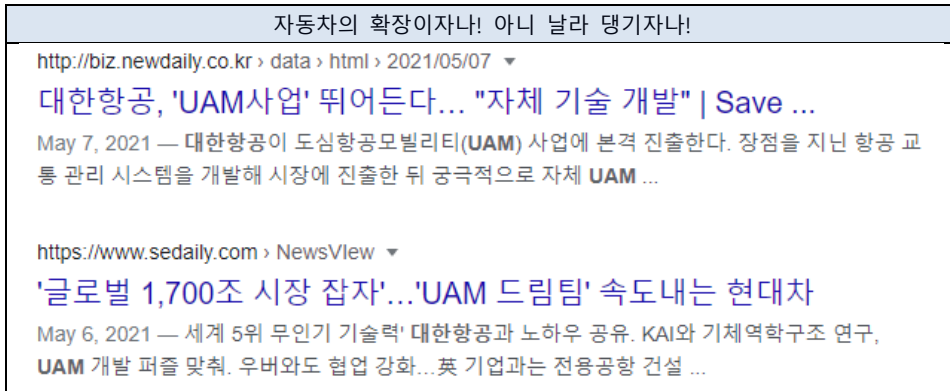 자동차의 확장이자나! 아니 날라 댕기자나!
http://biz.newdaily.co.kr › data › html › 2021/05/07
대한항공, 'UAM사업' 뛰어든다... "자체 기술 개발" | Save ...
May 7, 2021 — 대한항공이 도심항공모빌리티(UAM) 사업에 본격 진출한다. 장점을 지닌 항공 교
통 관리 시스템을 개발해 시장에 진출한 뒤 궁극적으로 자체 UAM ...
https://www.sedaily.com › NewsVIew
'글로벌 1,700조 시장 잡자'...'UAM 드림팀' 속도내는 현대차
May 6, 2021 — 세계 5위 무인기 기술력' 대한항공과 노하우 공유. KAI와 기체역학구조 연구,
UAM 개발 퍼즐 맞춰. 우버와도 협업 강화...英 기업과는 전용공항 건설 ...